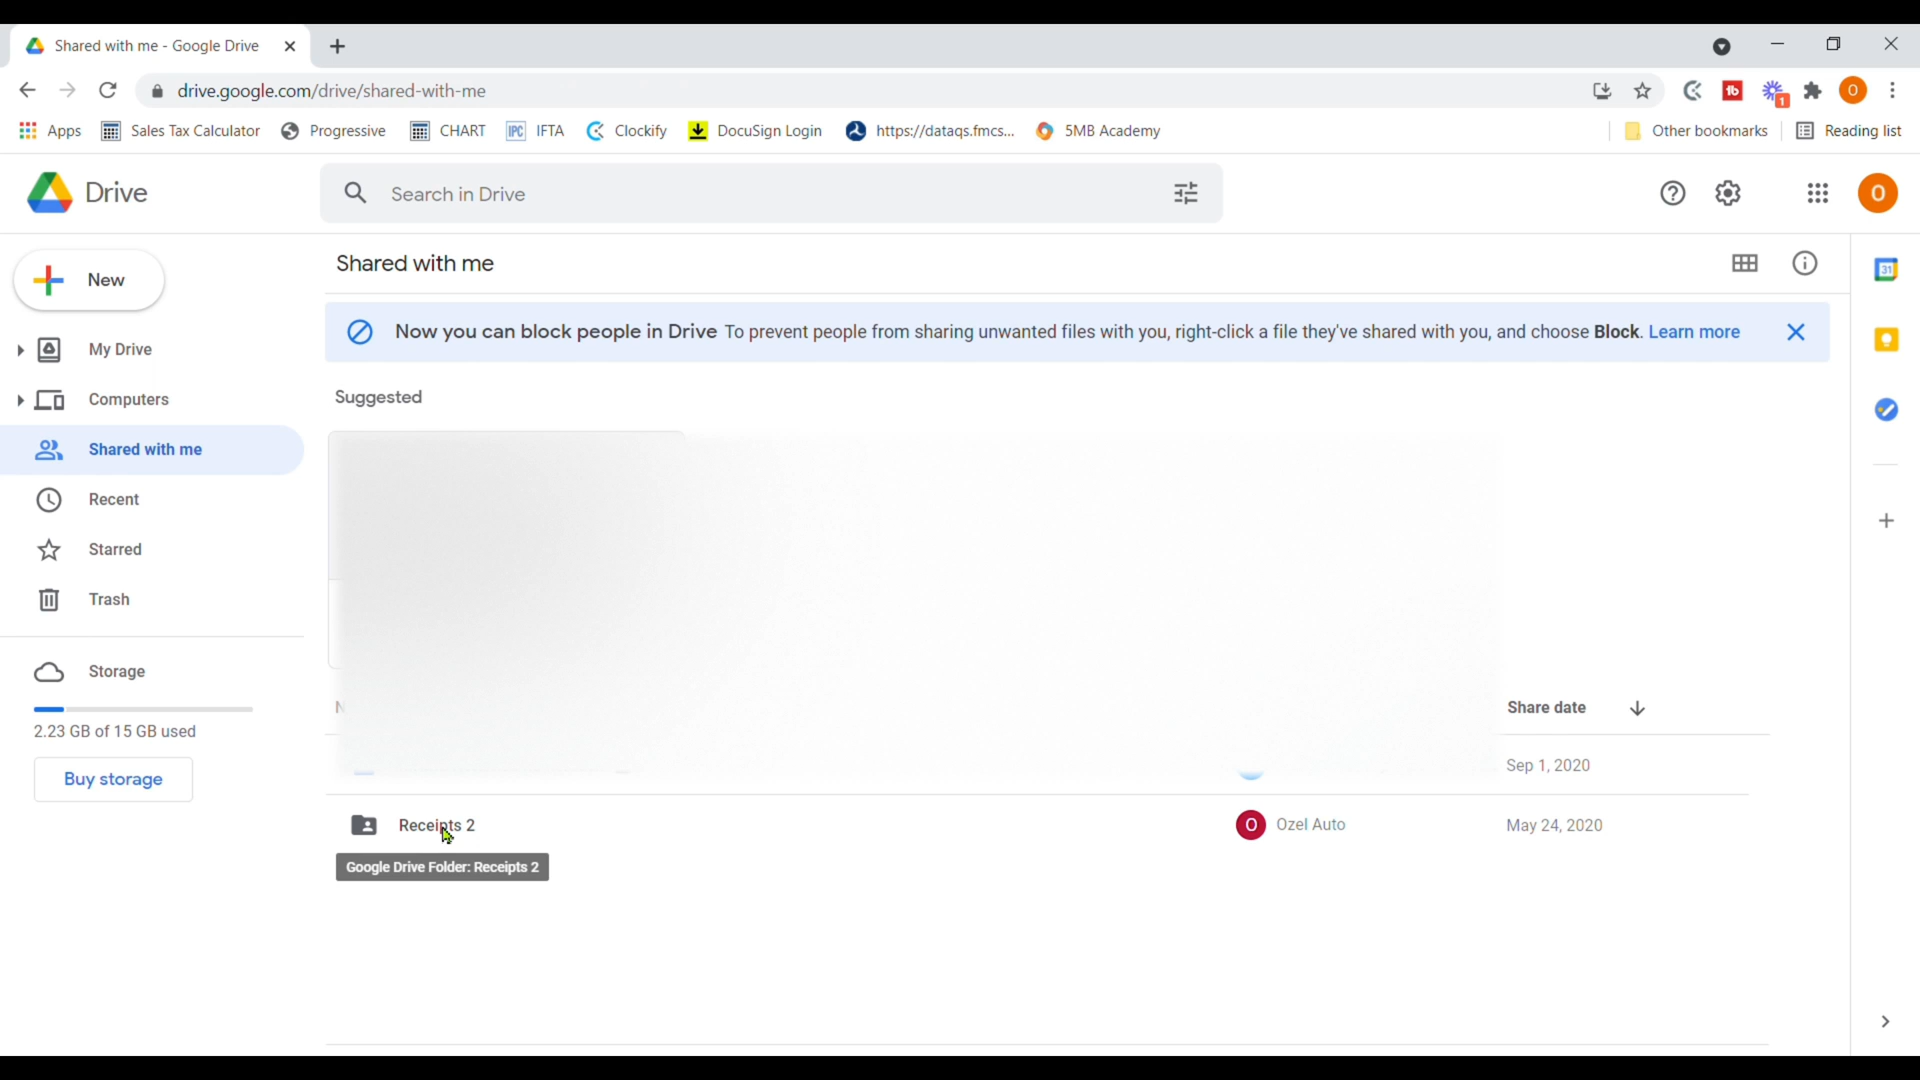 Shared with me - Google Drive
drive.google.com/drive/shared-with-me
1
O
Apps Sales Tax Calculator Progressive CHART IPC IFTA Clockify DocuSign Login https://dataqs.fmcs... 5MB Academy Other bookmarks Reading list
Drive
Search in Drive
O
New
Shared with me
31
Now you can block people in Drive To prevent people from sharing unwanted files with you, right-click a file they've shared with you, and choose Block. Learn more
My Drive
Computers
Shared with me
Recent
Starred
Trash
Storage
2.23 GB of 15 GB used
Buy storage
Suggested
N
Share date
Sep 1, 2020
Receipts 2 O Ozel Auto May 24, 2020
Google Drive Folder: Receipts 2